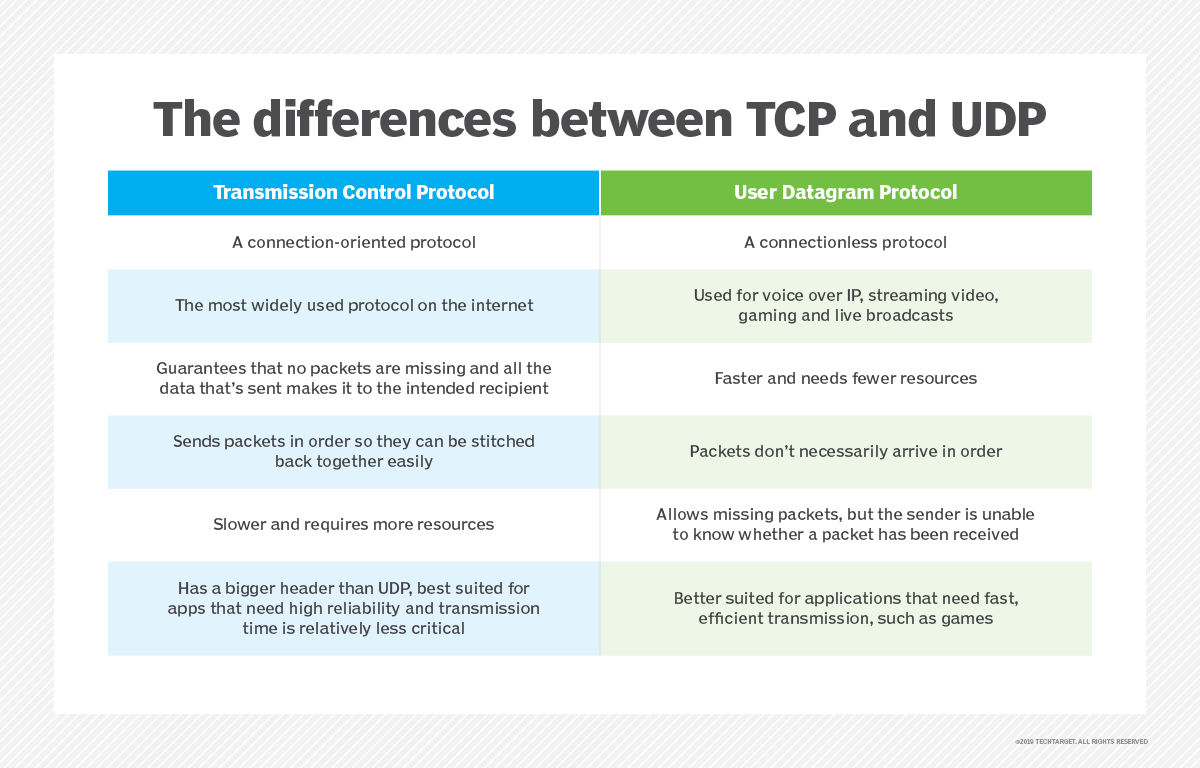 The differences between TCP and UDP
Transmission Control Protocol
User Datagram Protocol
A connection-oriented protocol
A connectionless protocol
The most widely used protocol on the internet
Used for voice over IP, streaming video,
gaming and live broadcasts
Guarantees that no packets are missing and all the
data that’s sent makes it to the intended recipient
Faster and needs fewer resources
Sends packets in order so they can be stitched
back together easily
Packets don’t necessarily arrive in order
Slower and requires more resources
Allows missing packets, but the sender is unable
to know whether a packet has been received
Has a bigger header than UDP, best suited for
apps that need high reliability and transmission
time is relatively less critical
Better suited for applications that need fast,
efficient transmission, such as games
©2019 TECHTARGET. ALL RIGHTS RESERVED